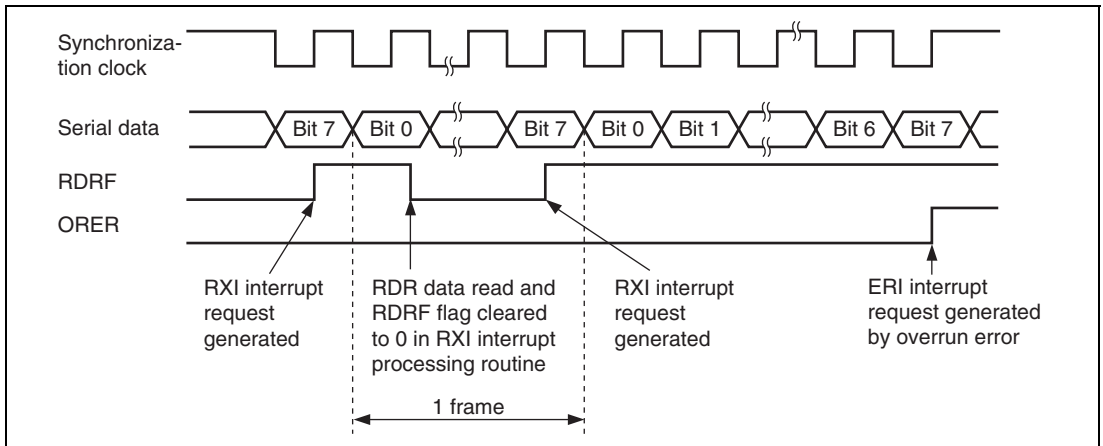 Synchroniza-
tion clock
Serial data
Bit 7
Bit 0
Bit 7
Bit 0
Bit 1
Bit 6
Bit 7
RDRF
ORER
RXI interrupt
request
generated
RDR data read and
RDRF flag cleared
to 0 in RXI interrupt
processing routine
RXI interrupt
request
generated
ERI interrupt
request generated
by overrun error
1 frame